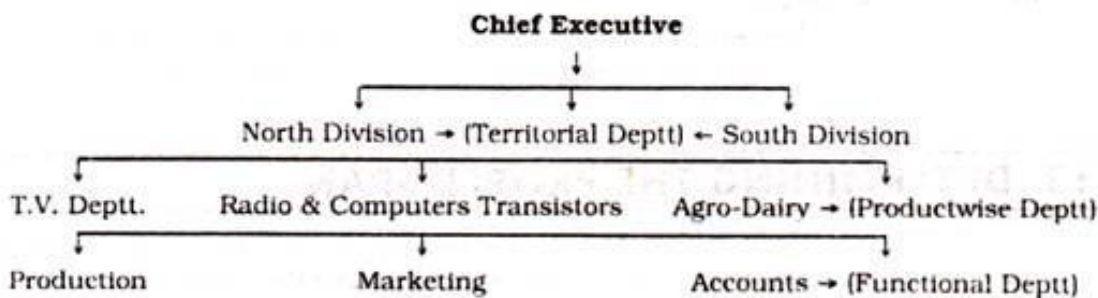 Chief Executive
North Division → (Territorial Deptt) ← South Division
T.V. Deptt. Radio & Computers Transistors Agro-Dairy → (Productwise Deptt)
Production Marketing Accounts → (Functional Deptt)